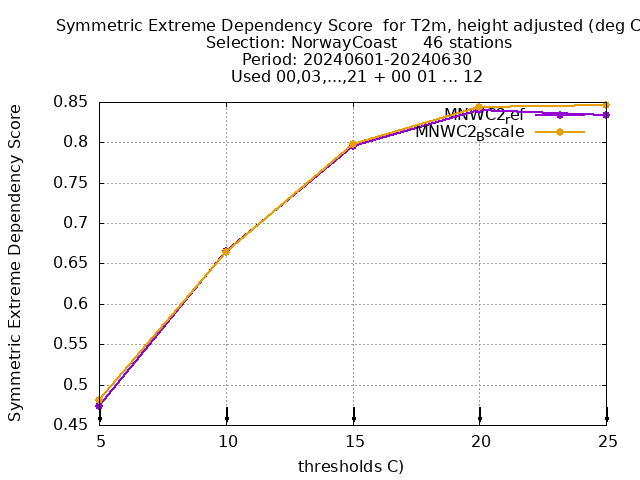 Symmetric Extreme Dependency Score for T2m, height adjusted (deg C
Selection: NorwayCoast 46 stations
Period: 20240601-20240630
Used 00,03,...,21 + 00 01 ... 12
Symmetric Extreme Dependency Score
0.85
0.8
0.75
0.7
0.65
0.6
0.55
0.5
0.45
MNWC2ref
MNWC2Bscale
5 10 15 20 25
thresholds C)